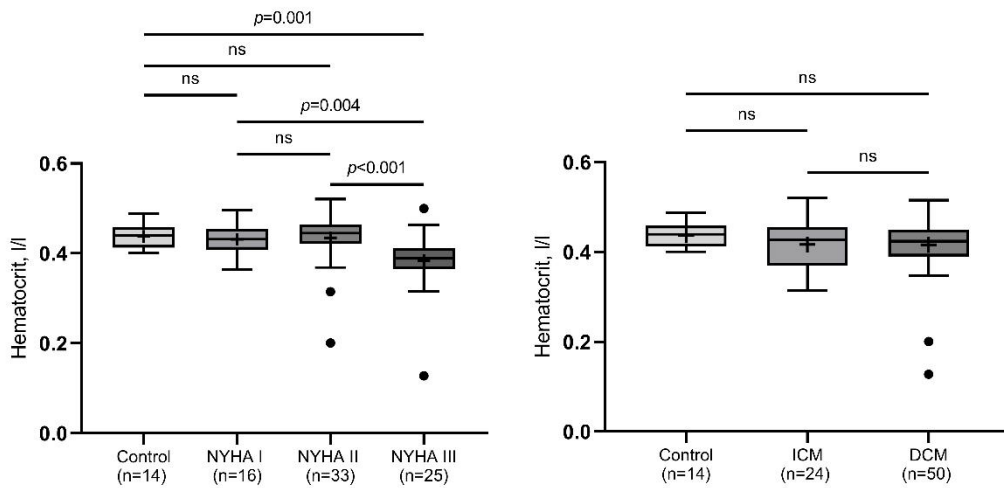 p=0.001
ns
ns
p=0.004
ns
p<0.001
Hematocrit, l/l
0.6
0.4
0.2
0.0
Control
(n=14)
NYHA I
(n=16)
NYHA II
(n=33)
NYHA III
(n=25)
ns
ns
ns
Hematocrit, l/l
0.6
0.4
0.2
0.0
Control
(n=14)
ICM
(n=24)
DCM
(n=50)